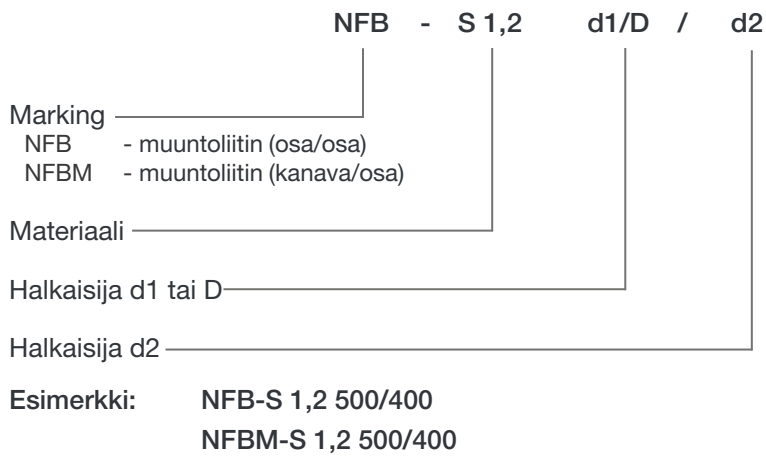 NFB - S 1,2 d1/D / d2
Marking
NFB - muuntoliitin (osa/osa)
NFBM - muuntoliitin (kanava/osa)
Materiaali
Halkaisija d1 tai D
Halkaisija d2
Esimerkki: NFB-S 1,2 500/400
NFBM-S 1,2 500/400